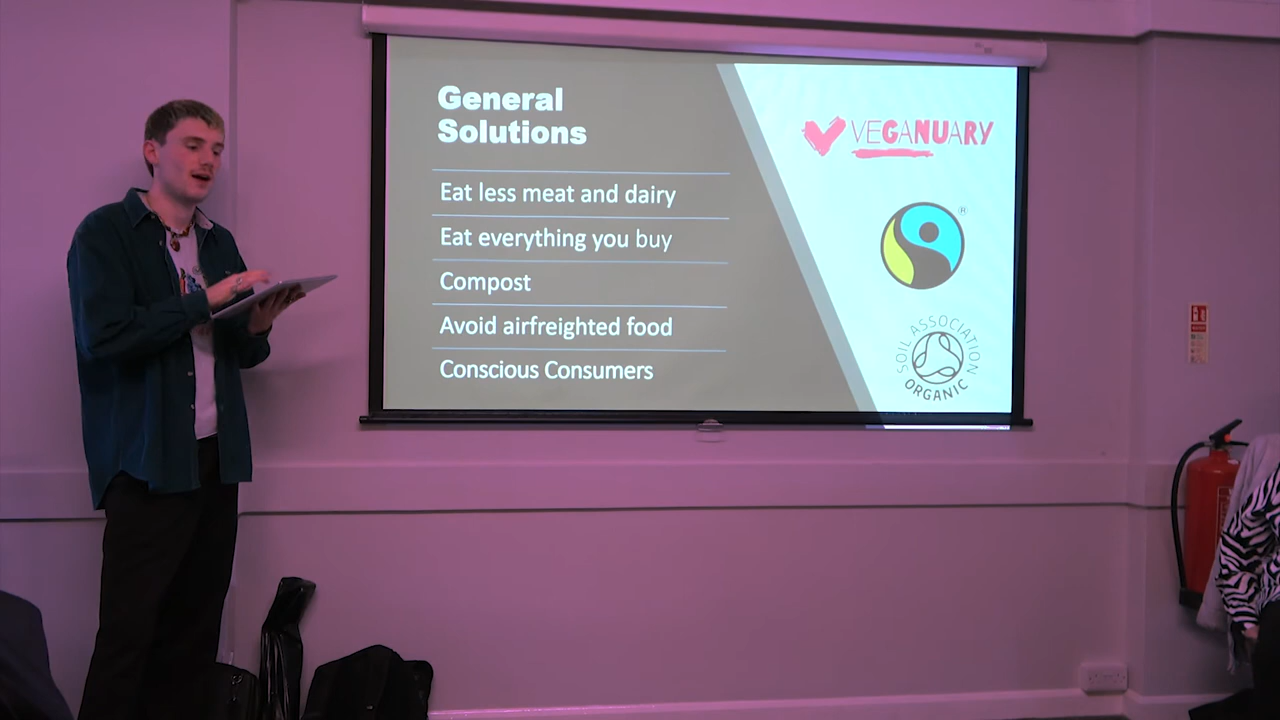 General
Solutions
Eat less meat and dairy
Eat everything you buy
Compost
Avoid airfreighted food
Conscious Consumers
VEGANUARY
®
SOIL ASSOCIATION
ORGANIC